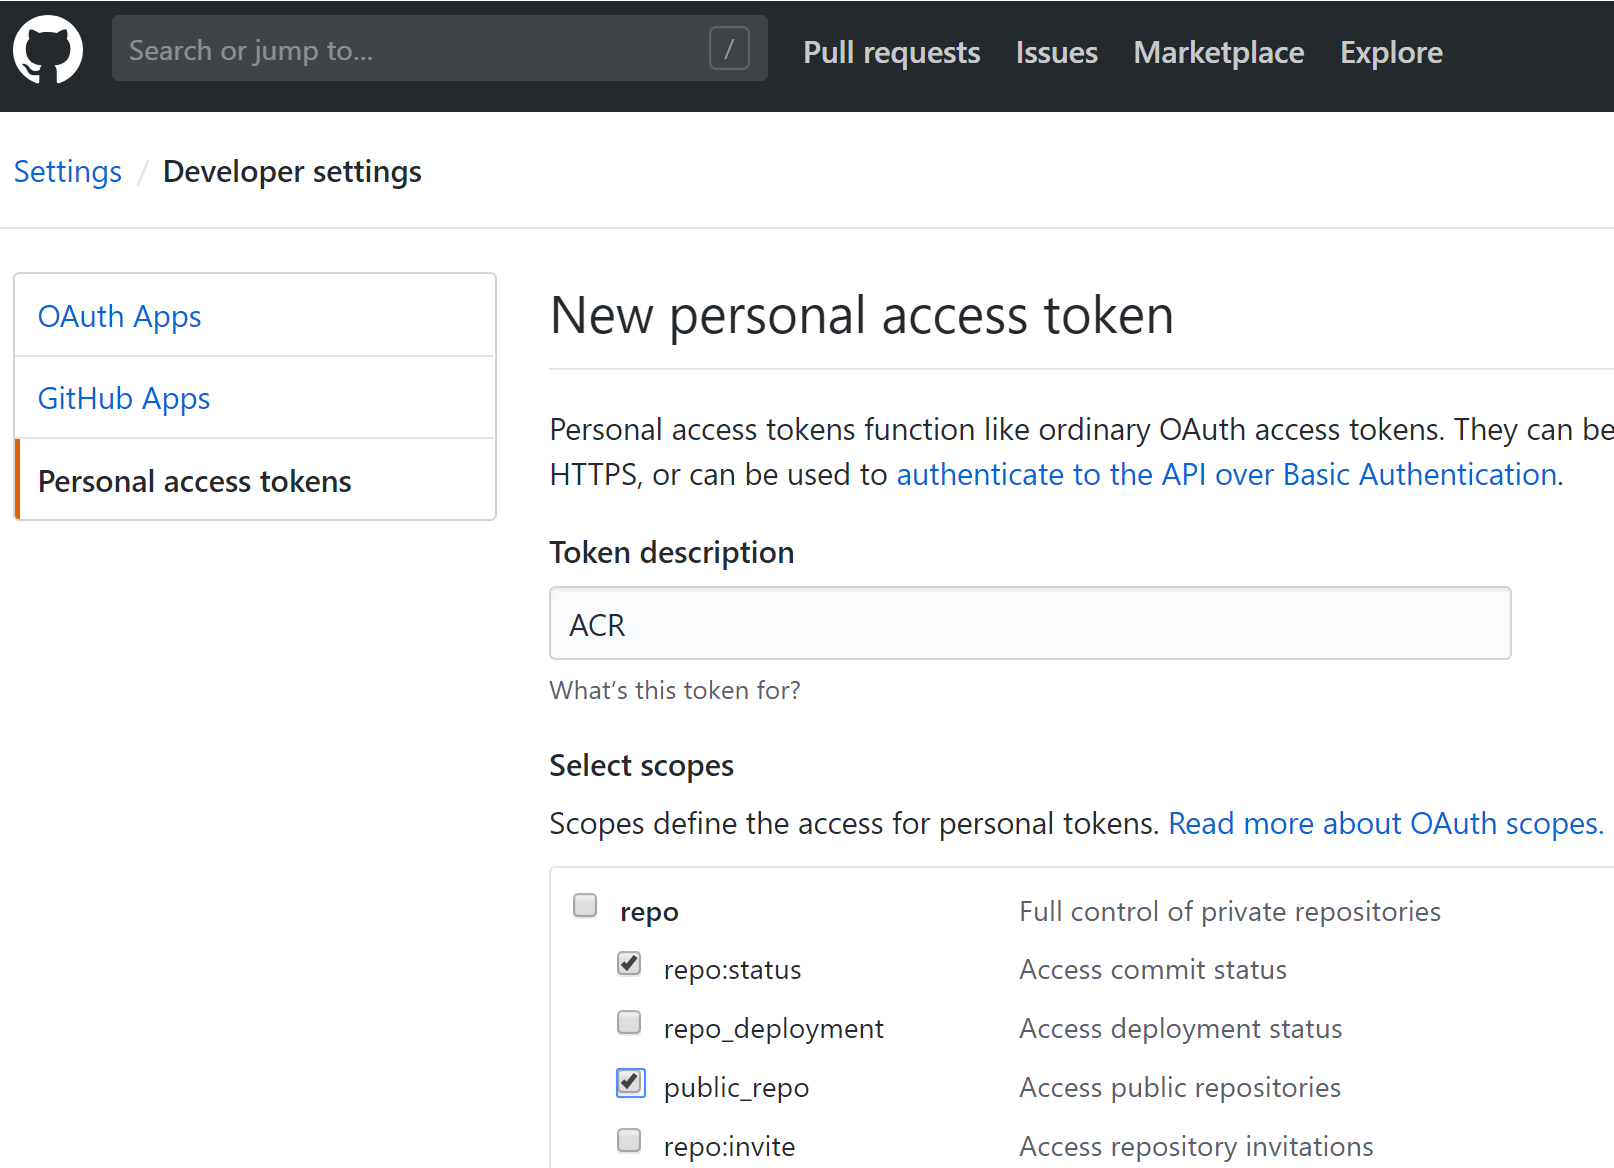 Search or jump to... /
Pull requests Issues Marketplace Explore
Settings / Developer settings
OAuth Apps
GitHub Apps
Personal access tokens
New personal access token
Personal access tokens function like ordinary OAuth access tokens. They can be
HTTPS, or can be used to authenticate to the API over Basic Authentication.
Token description
ACR
What's this token for?
Select scopes
Scopes define the access for personal tokens. Read more about OAuth scopes.
repo Full control of private repositories
repo:status Access commit status
repo_deployment Access deployment status
public_repo Access public repositories
repo:invite Access repository invitations